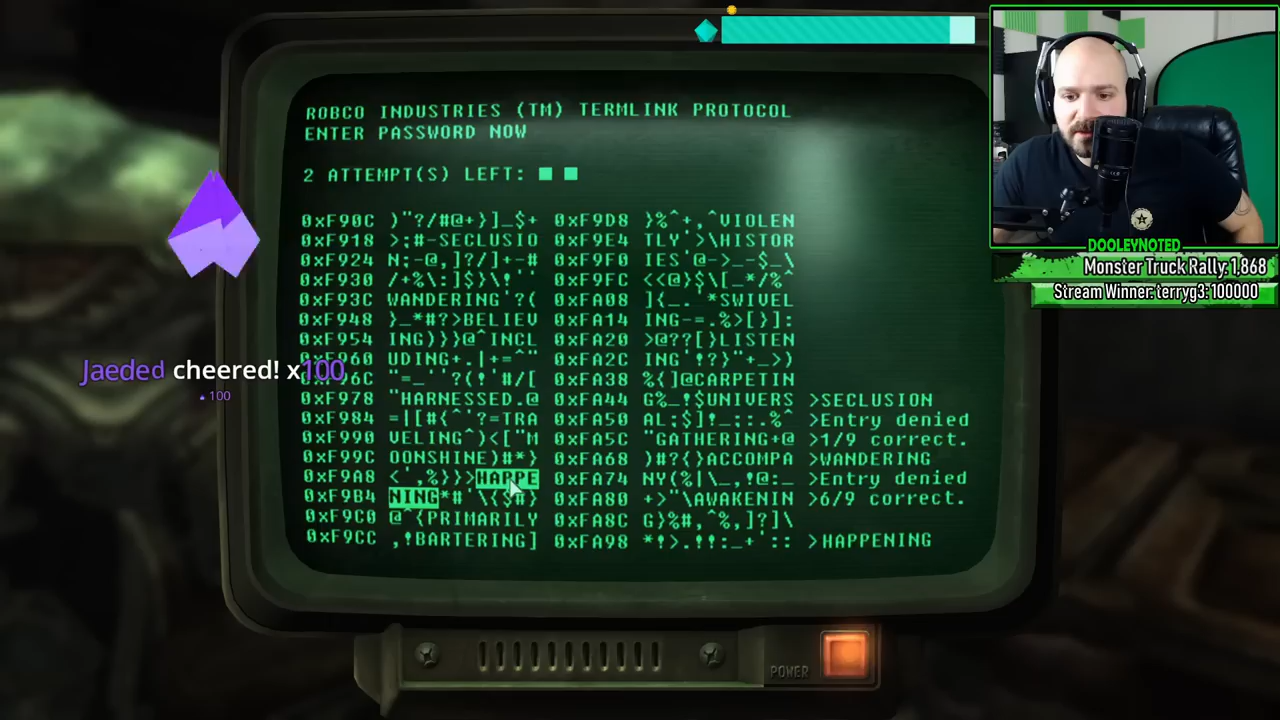 ROBCO INDUSTRIES (TM) TERMLINK PROTOCOL
ENTER PASSWORD NOW
2 ATTEMPT(S) LEFT: ■ ■
0xF90C )"?/#@+}]_$+ 0xF9D8 }%^+,^VIOLEN
0xF918 >;#-SECLUSIO 0xF9E4 TLY'>\HISTOR
0xF924 N;-@,]?/]+-# 0xF9F0 IES'@->_-$_\
0xF930 /+%\:]$}\!'' 0xF9FC <<@}$\[_*/%^
0xF93C WANDERING'?( 0xFA08 ]{_."*SWIVEL
0xF948 }_*#?>BELIEV 0xFA14 ING-=.%>[}]:
0xF954 ING)}}@^INCL 0xFA20 >@??[}LISTEN
0xF960 UDING+.|+=^" 0xFA2C ING'!?}"+_>)
0xF96C "=_''?(!'#/[ 0xFA38 %{]@CARPETIN
0xF978 "HARNESSED.@ 0xFA44 G%_!$UNIVERS >SECLUSION
0xF984 =|[#{^'?=TRA 0xFA50 AL;$]!_;:.%^ >Entry denied
0xF990 VELING^)<["M 0xFA5C "GATHERING+@ >1/9 correct.
0xF99C OONSHINE)#*} 0xFA68 )#?{}ACCOMPA >WANDERING
0xF9A8 <',%}}>HAPPE 0xFA74 NY(%|\_,!@:_ >Entry denied
0xF9B4 NING*#'\{$#} 0xFA80 +>"\AWAKENIN >6/9 correct.
0xF9C0 @^{PRIMARILY 0xFA8C G}%#,^%,]?]\
0xF9CC ,!BARTERING] 0xFA98 *!>.!!:_+':: >HAPPENING
POWER
Jaeded cheered! x100
100
DOOLEYNOTED
Monster Truck Rally: 1,868
Stream Winner: terryg3: 100000